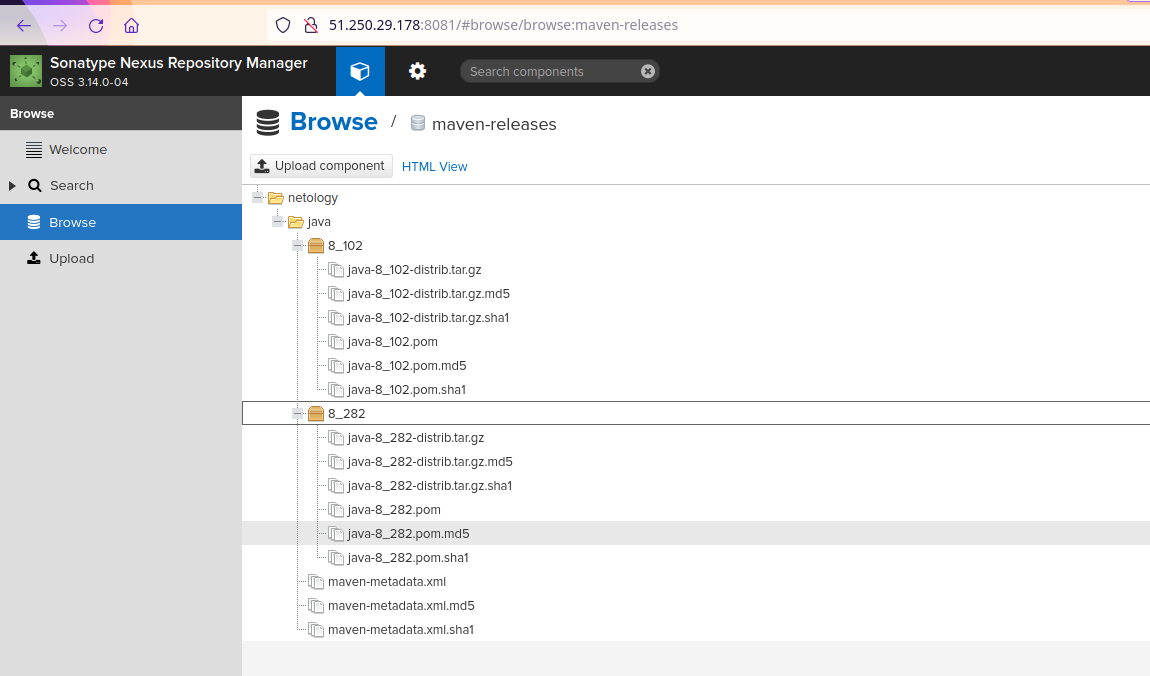 51.250.29.178:8081/#browse/browse:maven-releases
Sonatype Nexus Repository Manager
OSS 3.14.0-04
Search components
Browse
Welcome
Search
Browse
Upload
Browse / maven-releases
Upload component HTML View
netology
java
8_102
java-8_102-distrib.tar.gz
java-8_102-distrib.tar.gz.md5
java-8_102-distrib.tar.gz.sha1
java-8_102.pom
java-8_102.pom.md5
java-8_102.pom.sha1
8_282
java-8_282-distrib.tar.gz
java-8_282-distrib.tar.gz.md5
java-8_282-distrib.tar.gz.sha1
java-8_282.pom
java-8_282.pom.md5
java-8_282.pom.sha1
maven-metadata.xml
maven-metadata.xml.md5
maven-metadata.xml.sha1